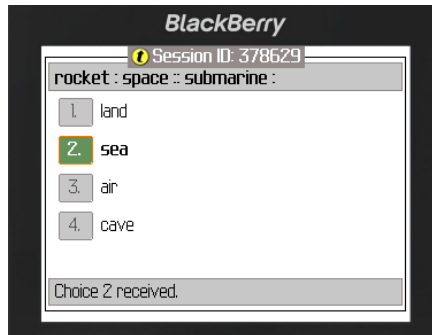 BlackBerry
t Session ID: 378629
rocket : space :: submarine :
1. land
2. sea
3. air
4. cave
Choice 2 received.